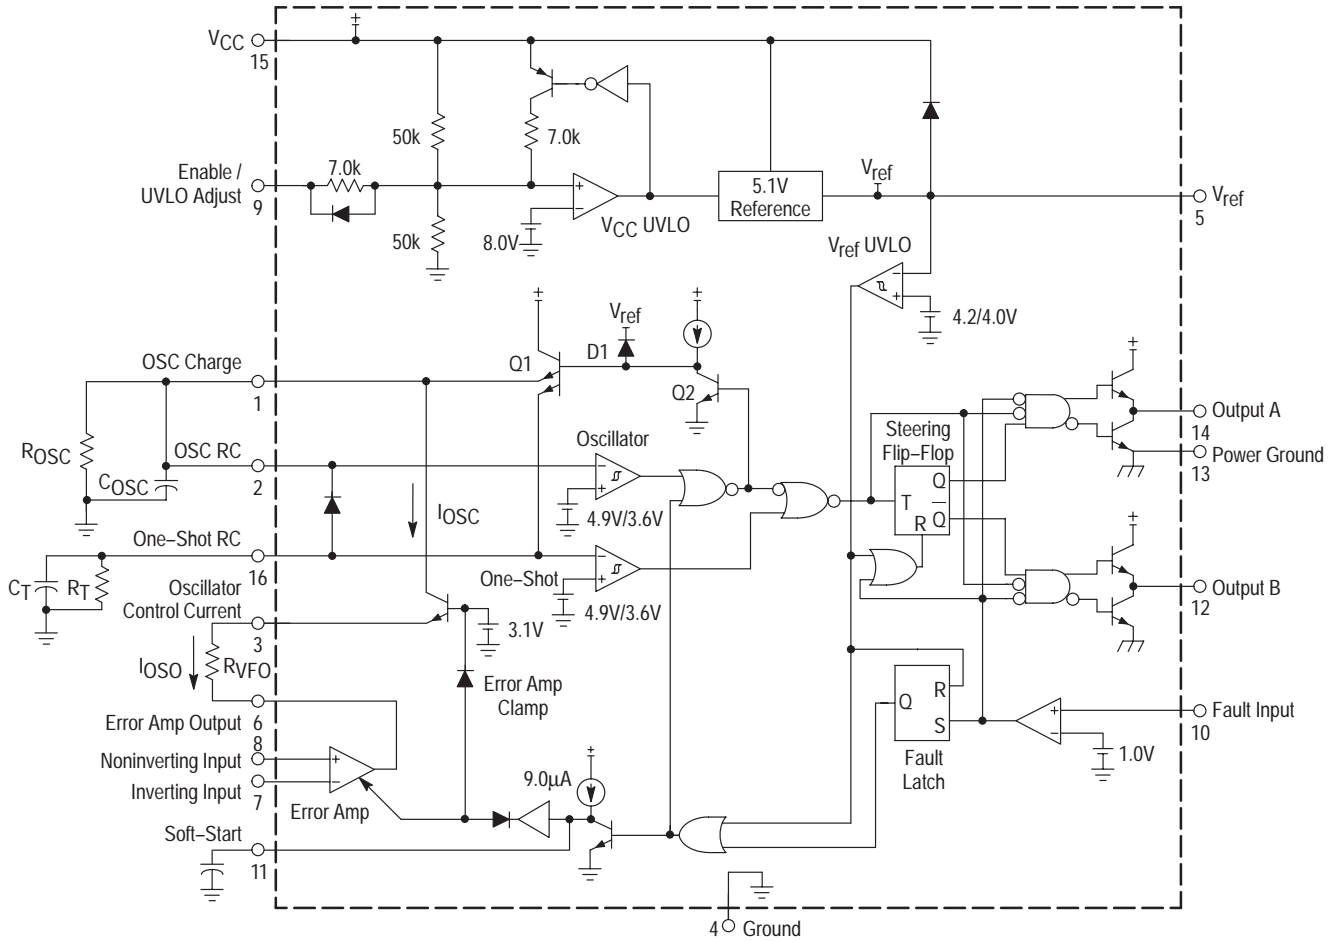 VCC
15
+
50k
7.0k
7.0k
Enable /
UVLO Adjust
9
+
−
50k
8.0V
VCC UVLO
5.1V
Reference
Vref
Vref
5
Vref UVLO
−
+
4.2/4.0V
+
Vref
+
D1
Q1
Q2
OSC Charge
1
ROSC
COSC
OSC RC
2
IOSC
Oscillator
−
+
4.9V/3.6V
One−Shot RC
16
CT
RT
One−Shot
−
+
4.9V/3.6V
Oscillator
Control Current
3
3.1V
IOSO
RVFO
Error Amp
Clamp
Error Amp Output
6
8
Noninverting Input
+
−
Inverting Input
7
Error Amp
Soft−Start
11
9.0µA
+
Steering
Flip−Flop
T
Q
Q
R
+
Output A
14
Power Ground
13
+
Output B
12
Q
R
S
Fault
Latch
+
−
1.0V
Fault Input
10
4
Ground